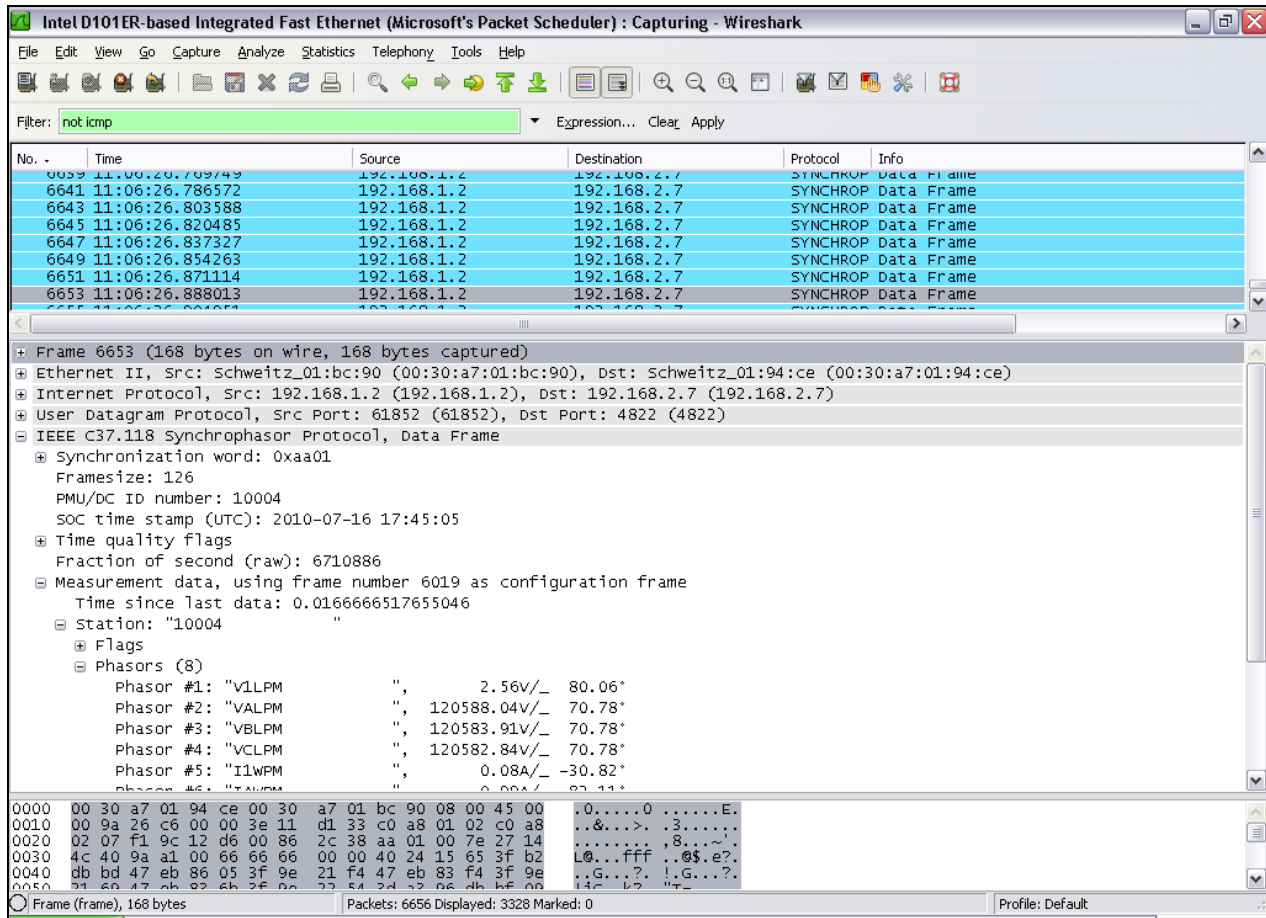 Intel D101ER-based Integrated Fast Ethernet (Microsoft's Packet Scheduler) : Capturing - Wireshark
File Edit View Go Capture Analyze Statistics Telephony Tools Help
Filter: not icmp Expression... Clear Apply
No. Time Source Destination Protocol Info
6639 11:06:26.769749 192.168.1.2 192.168.2.7 SYNCHROP Data Frame
6641 11:06:26.786572 192.168.1.2 192.168.2.7 SYNCHROP Data Frame
6643 11:06:26.803588 192.168.1.2 192.168.2.7 SYNCHROP Data Frame
6645 11:06:26.820485 192.168.1.2 192.168.2.7 SYNCHROP Data Frame
6647 11:06:26.837327 192.168.1.2 192.168.2.7 SYNCHROP Data Frame
6649 11:06:26.854263 192.168.1.2 192.168.2.7 SYNCHROP Data Frame
6651 11:06:26.871114 192.168.1.2 192.168.2.7 SYNCHROP Data Frame
6653 11:06:26.888013 192.168.1.2 192.168.2.7 SYNCHROP Data Frame
Frame 6653 (168 bytes on wire, 168 bytes captured)
Ethernet II, Src: Schweitz_01:bc:90 (00:30:a7:01:bc:90), Dst: Schweitz_01:94:ce (00:30:a7:01:94:ce)
Internet Protocol, Src: 192.168.1.2 (192.168.1.2), Dst: 192.168.2.7 (192.168.2.7)
User Datagram Protocol, Src Port: 61852 (61852), Dst Port: 4822 (4822)
IEEE C37.118 Synchrophasor Protocol, Data Frame
Synchronization word: 0xaa01
Framesize: 126
PMU/DC ID number: 10004
SOC time stamp (UTC): 2010-07-16 17:45:05
Time quality flags
Fraction of second (raw): 6710886
Measurement data, using frame number 6019 as configuration frame
Time since last data: 0.0166666517655046
Station: "10004 "
Flags
Phasors (8)
Phasor #1: "V1LPM ", 2.56V/_ 80.06°
Phasor #2: "VALPM ", 120588.04V/_ 70.78°
Phasor #3: "VBLPM ", 120583.91V/_ 70.78°
Phasor #4: "VCLPM ", 120582.84V/_ 70.78°
Phasor #5: "I1WPM ", 0.08A/_ -30.82°
0000 00 30 a7 01 94 ce 00 30 a7 01 bc 90 08 00 45 00 .0.....0 ......E.
0010 00 9a 26 c6 00 00 3e 11 d1 33 c0 a8 01 02 c0 a8 ..&...>. .3......
0020 02 07 f1 9c 12 d6 00 86 2c 38 aa 01 00 7e 27 14 ........ ,8...~'.
0030 4c 40 9a a1 00 66 66 66 00 00 40 24 15 65 3f b2 L@...fff ..@$.e?.
0040 db bd 47 eb 86 05 3f 9e 21 f4 47 eb 83 f4 3f 9e ..G...?. !.G...?.
Frame (frame), 168 bytes Packets: 6656 Displayed: 3328 Marked: 0 Profile: Default